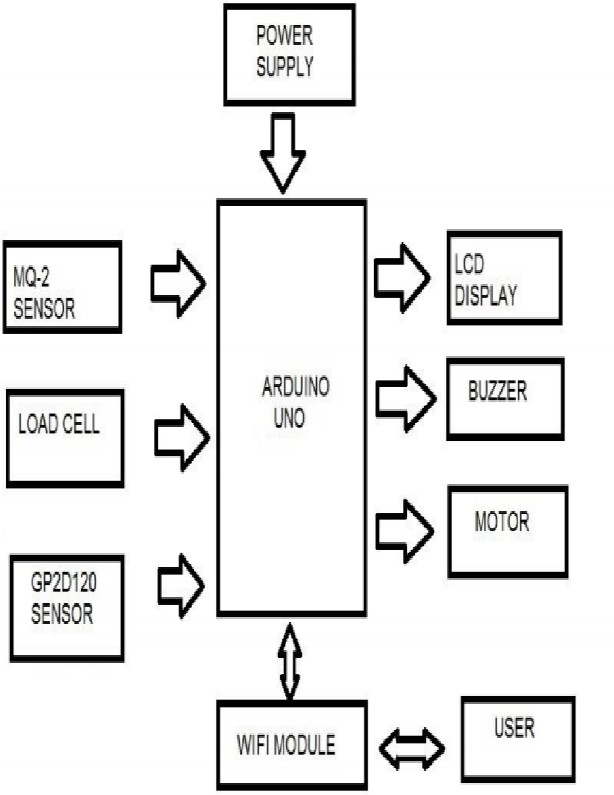 POWER
SUPPLY
MQ-2
SENSOR
LOAD CELL
GP2D120
SENSOR
ARDUINO
UNO
LCD
DISPLAY
BUZZER
MOTOR
WIFI MODULE
USER